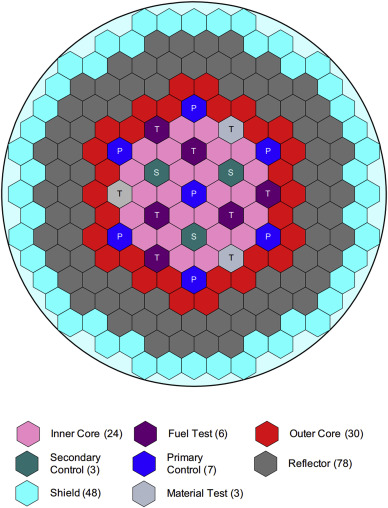 P
T T
P T P
S S
T P T
T T
P S P
T T
P
Inner Core (24) Fuel Test (6) Outer Core (30)
Secondary Control (3) Primary Control (7) Reflector (78)
Shield (48) Material Test (3)